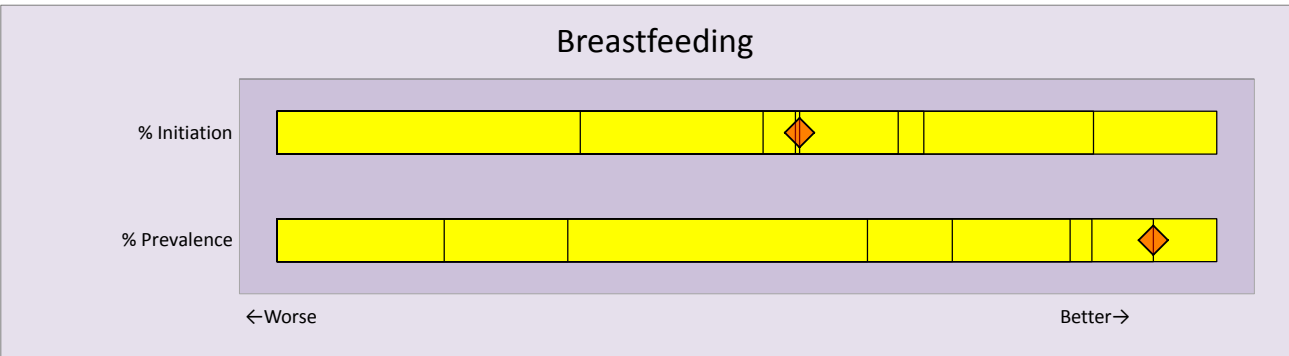 Breastfeeding
% Initiation
% Prevalence
←Worse
Better→